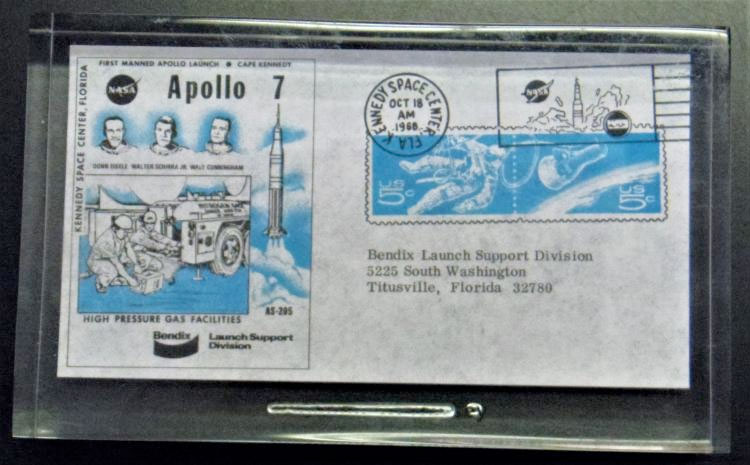 FIRST MANNED APOLLO LAUNCH • CAPE KENNEDY
NASA
Apollo 7
KENNEDY SPACE CENTER, FLORIDA
DONN EISELE WALTER SCHIRRA JR. WALT CUNNINGHAM
AS-205
HIGH PRESSURE GAS FACILITIES
Bendix
Launch Support
Division
KENNEDY SPACE CENTER FLA
OCT 18
AM
1968
NASA
5c US
US 5c
Bendix Launch Support Division
5225 South Washington
Titusville, Florida 32780